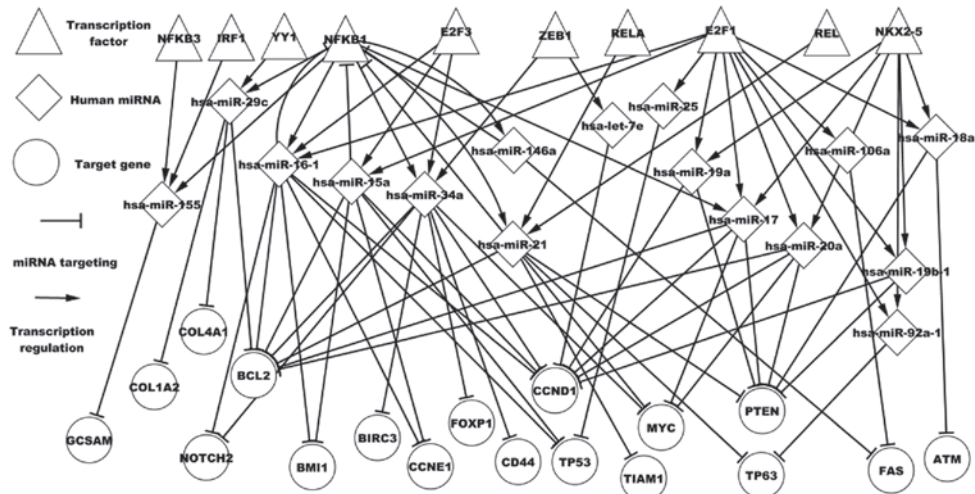 Transcription
factor
NFKB3
IRF1
YY1
NFKB1
E2F3
ZEB1
RELA
E2F1
REL
NKX2-5
Human miRNA
hsa-miR-29c
hsa-miR-25
hsa-let-7e
hsa-miR-146a
hsa-miR-106a
hsa-miR-18a
Target gene
hsa-miR-16-1
hsa-miR-15a
hsa-miR-34a
hsa-miR-19a
hsa-miR-155
hsa-miR-17
hsa-miR-21
hsa-miR-20a
miRNA targeting
hsa-miR-19b-1
Transcription
regulation
hsa-miR-92a-1
COL4A1
COL1A2
BCL2
CCND1
GCSAM
NOTCH2
BMI1
BIRC3
CCNE1
FOXP1
CD44
TP53
TIAM1
MYC
PTEN
TP63
FAS
ATM